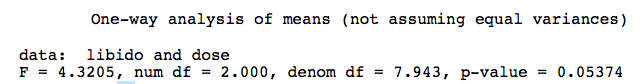 One-way analysis of means (not assuming equal variances)
data:  libido and dose
F = 4.3205, num df = 2.000, denom df = 7.943, p-value = 0.05374